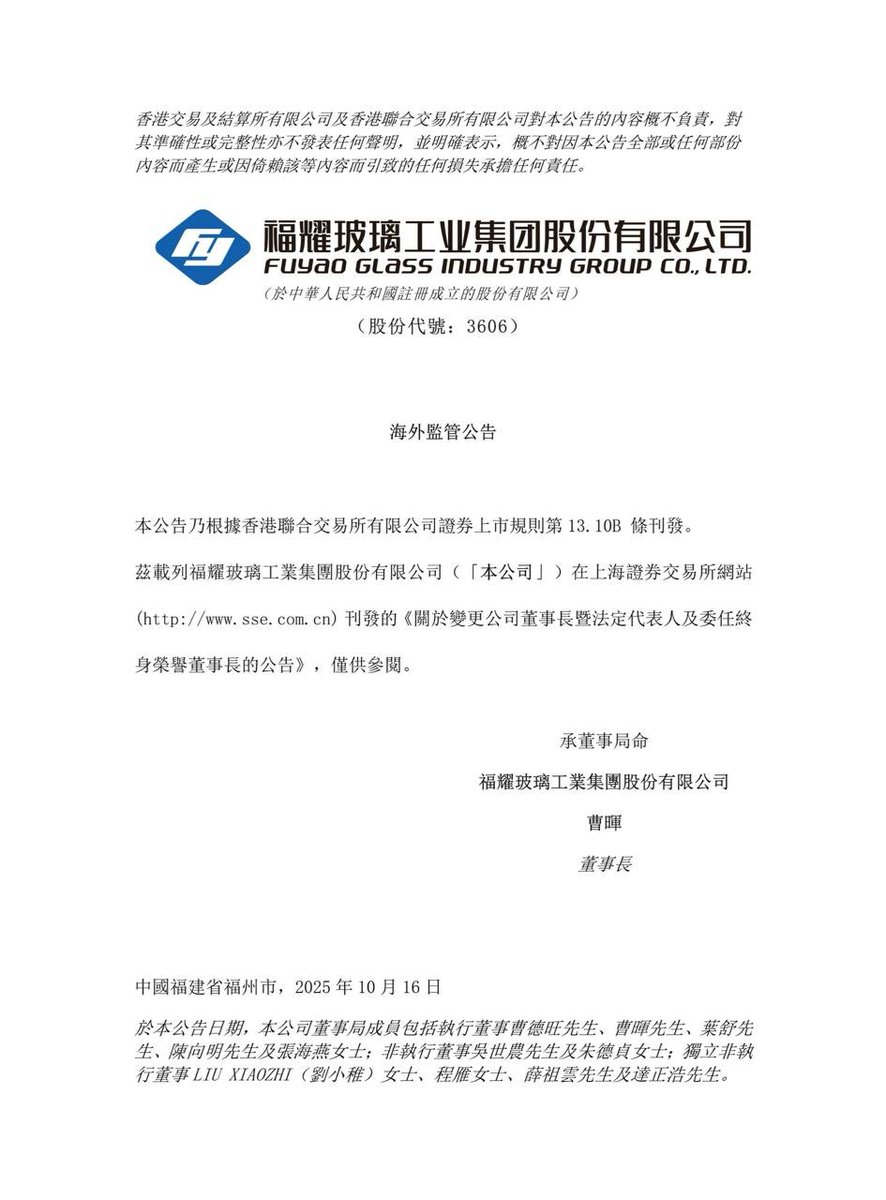 香港交易及結算所有限公司及香港聯合交易所有限公司對本公告的內容概不負責，對
其準確性或完整性亦不發表任何聲明，並明確表示，概不對因本公告全部或任何部份
內容而產生或因倚賴該等內容而引致的任何損失承擔任何責任。
福耀玻璃工业集团股份有限公司
FUYAO GLASS INDUSTRY GROUP CO., LTD.
（於中華人民共和國註冊成立的股份有限公司）
（股份代號：3606）
海外監管公告
本公告乃根據香港聯合交易所有限公司證券上市規則第 13.10B 條刊發。
茲載列福耀玻璃工業集團股份有限公司（「本公司」）在上海證券交易所網站
(http://www.sse.com.cn) 刊發的《關於變更公司董事長暨法定代表人及委任終
身榮譽董事長的公告》，僅供參閱。
承董事局命
福耀玻璃工業集團股份有限公司
曹暉
董事長
中國福建省福州市，2025 年 10 月 16 日
於本公告日期，本公司董事局成員包括執行董事曹德旺先生、曹暉先生、葉舒先
生、陳向明先生及張海燕女士；非執行董事吳世農先生及朱德貞女士；獨立非執
行董事 LIU XIAOZHI（劉小稚）女士、程雁女士、薛祖雲先生及達正浩先生。